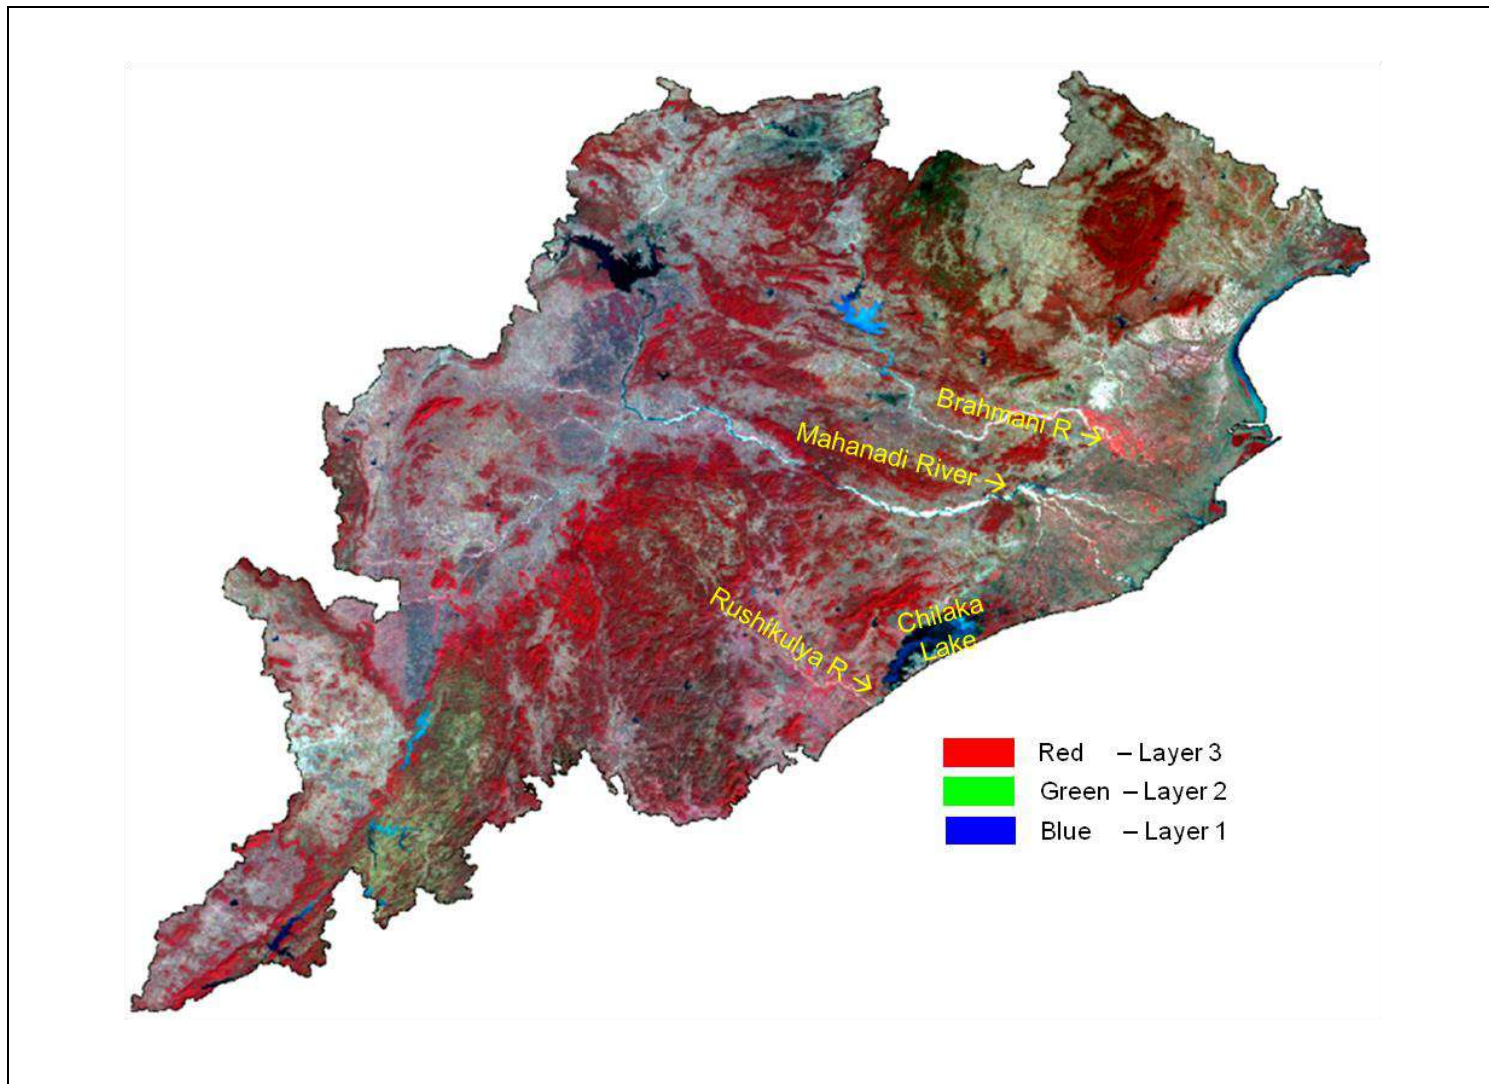 Brahmani R →
Mahanadi River →
Rushikulya R →
Chilaka
Lake
Red – Layer 3
Green – Layer 2
Blue – Layer 1